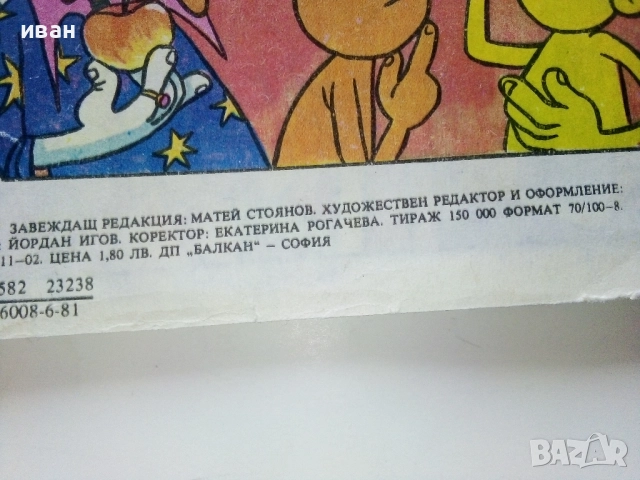 иван
ЗАВЕЖДАЩ РЕДАКЦИЯ: МАТЕЙ СТОЯНОВ. ХУДОЖЕСТВЕН РЕДАКТОР И ОФОРМЛЕНИЕ:
: ЙОРДАН ИГОВ. КОРЕКТОР: ЕКАТЕРИНА РОГАЧЕВА. ТИРАЖ 150 000 ФОРМАТ 70/100-8.
11—02. ЦЕНА 1,80 ЛВ. ДП „БАЛКАН“ — СОФИЯ
582 23238
6008-6-81
BAZAR